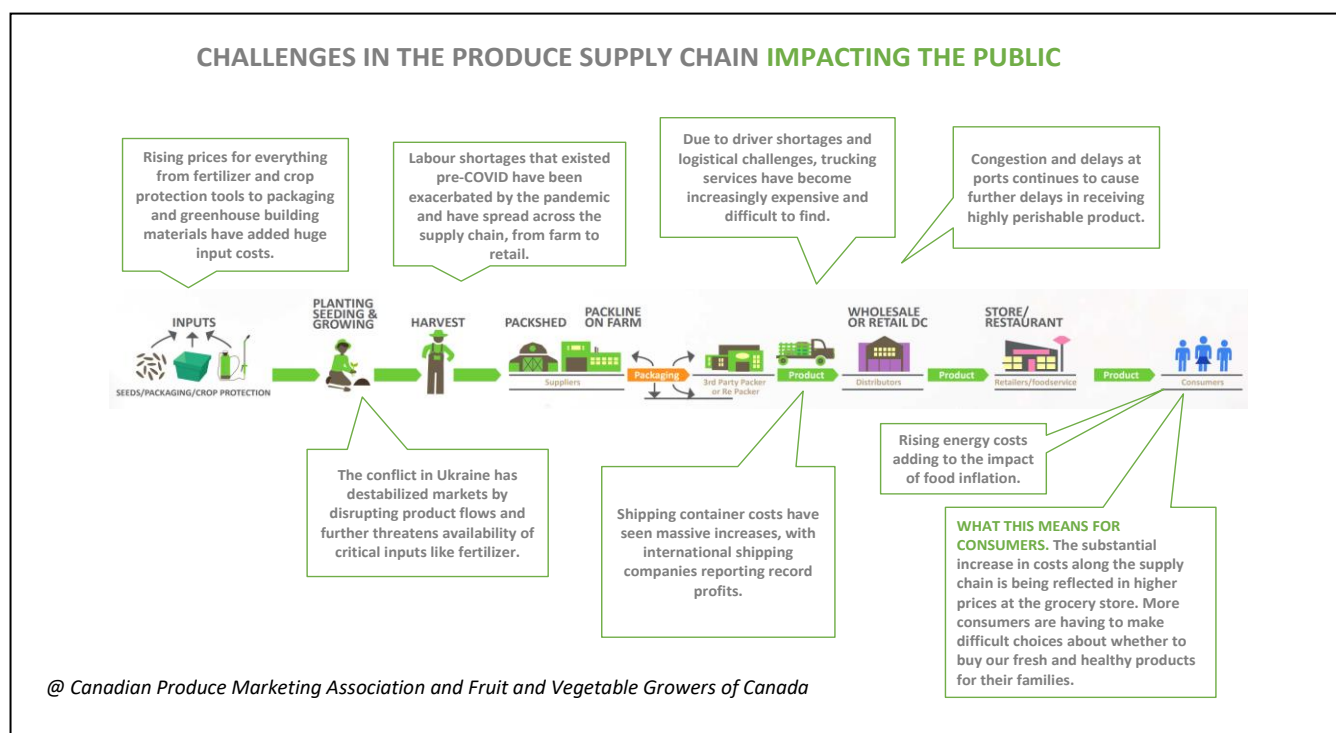 CHALLENGES IN THE PRODUCE SUPPLY CHAIN IMPACTING THE PUBLIC
Rising prices for everything
from fertilizer and crop
protection tools to packaging
and greenhouse building
materials have added huge
input costs.
Labour shortages that existed
pre-COVID have been
exacerbated by the pandemic
and have spread across the
supply chain, from farm to
retail.
Due to driver shortages and
logistical challenges, trucking
services have become
increasingly expensive and
difficult to find.
Congestion and delays at
ports continues to cause
further delays in receiving
highly perishable product.
INPUTS
SEEDS/PACKAGING/CROP PROTECTION
PLANTING
SEEDING &
GROWING
HARVEST
PACKSHED
PACKLINE
ON FARM
Suppliers
Packaging
3rd Party Packer
or Re Packer
Product
WHOLESALE
OR RETAIL DC
Distributors
Product
STORE/
RESTAURANT
Retailers/foodservice
Product
Consumers
The conflict in Ukraine has
destabilized markets by
disrupting product flows and
further threatens availability of
critical inputs like fertilizer.
Shipping container costs have
seen massive increases, with
international shipping
companies reporting record
profits.
Rising energy costs
adding to the impact
of food inflation.
WHAT THIS MEANS FOR
CONSUMERS. The substantial
increase in costs along the supply
chain is being reflected in higher
prices at the grocery store. More
consumers are having to make
difficult choices about whether to
buy our fresh and healthy products
for their families.
@ Canadian Produce Marketing Association and Fruit and Vegetable Growers of Canada